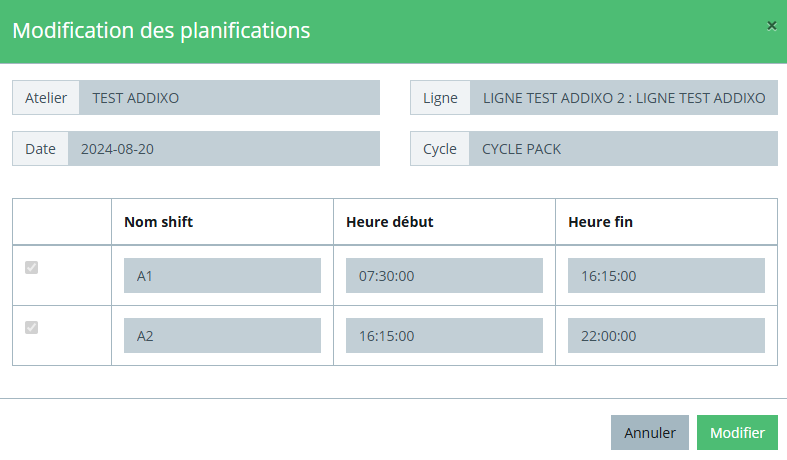 Modification des planifications ×
Atelier TEST ADDIXO Ligne LIGNE TEST ADDIXO 2 : LIGNE TEST ADDIXO
Date 2024-08-20 Cycle CYCLE PACK
Nom shift Heure début Heure fin
A1 07:30:00 16:15:00
A2 16:15:00 22:00:00
Annuler Modifier